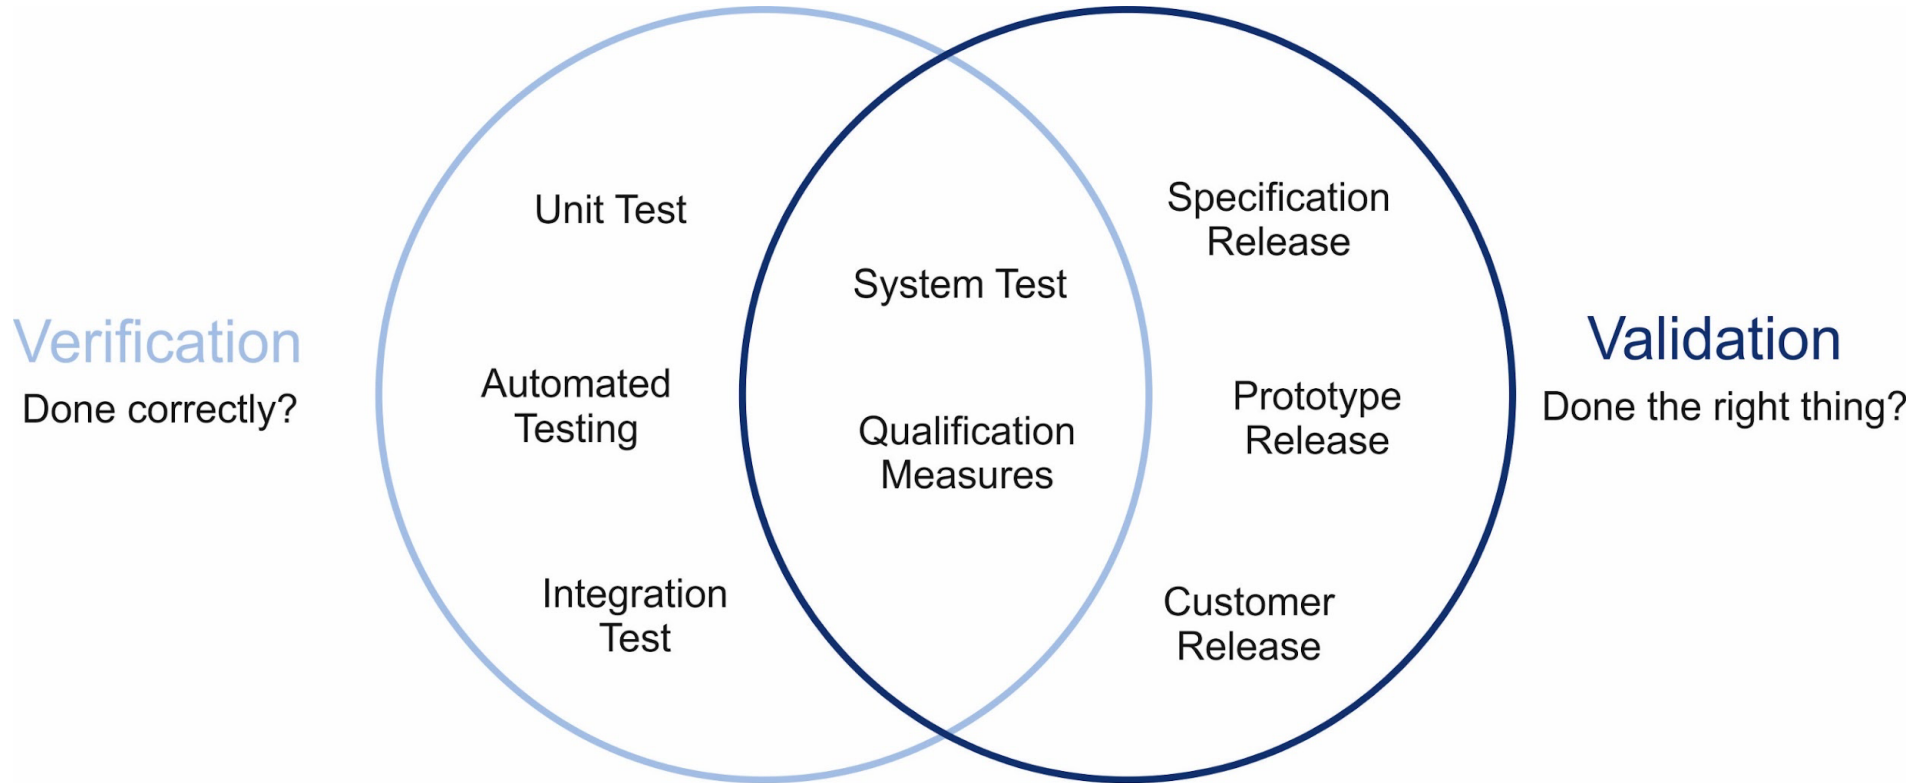 Verification
Done correctly?
Unit Test
Automated
Testing
Integration
Test
System Test
Qualification
Measures
Specification
Release
Prototype
Release
Customer
Release
Validation
Done the right thing?